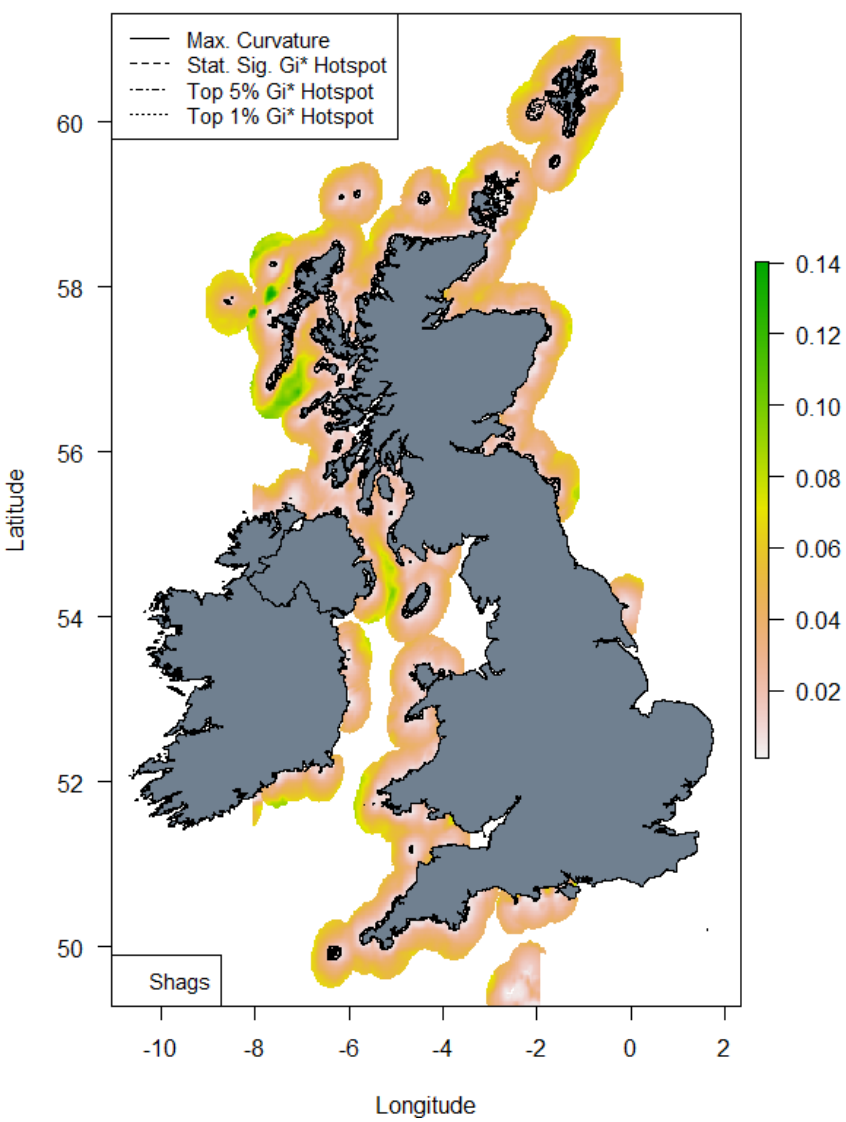 Max. Curvature
Stat. Sig. Gi* Hotspot
Top 5% Gi* Hotspot
Top 1% Gi* Hotspot
60
58
56
54
52
50
Latitude
0.14
0.12
0.10
0.08
0.06
0.04
0.02
Shags
-10 -8 -6 -4 -2 0 2
Longitude